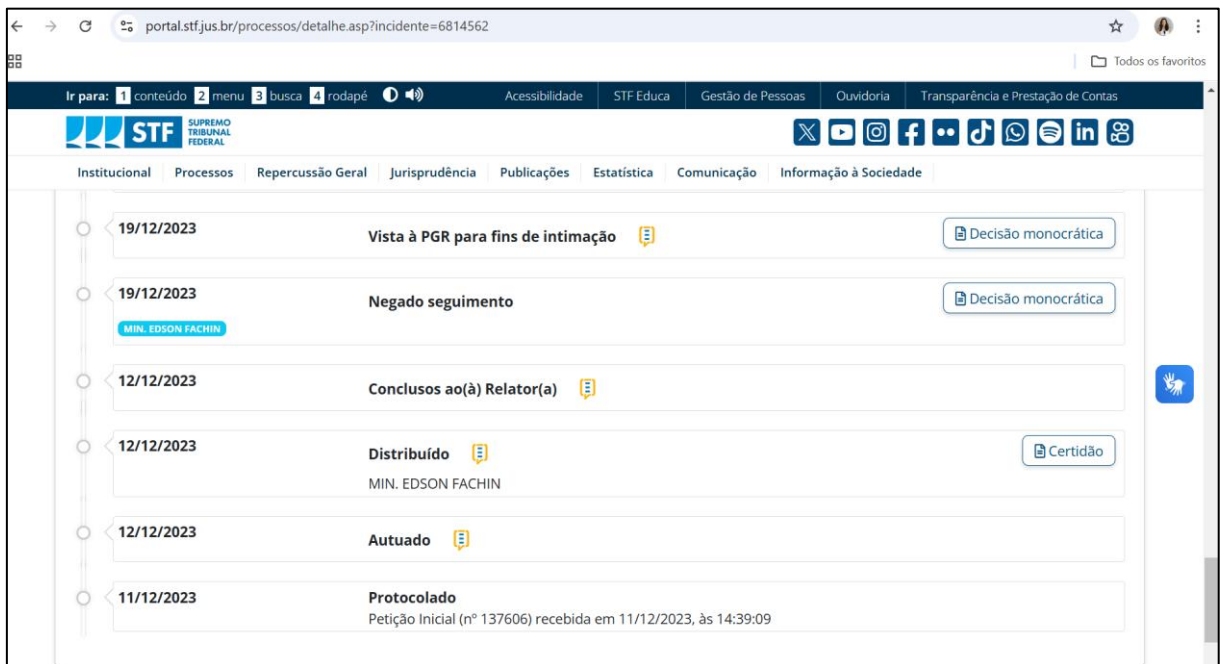 portal.stf.jus.br/processos/detalhe.asp?incidente=6814562
Todos os favoritos
Ir para: 1 conteúdo 2 menu 3 busca 4 rodapé Acessibilidade STF Educa Gestão de Pessoas Ouvidoria Transparência e Prestação de Contas
STF SUPREMO TRIBUNAL FEDERAL
Institucional Processos Repercussão Geral Jurisprudência Publicações Estatística Comunicação Informação à Sociedade
19/12/2023 Vista à PGR para fins de intimação Decisão monocrática
19/12/2023 Negado seguimento Decisão monocrática
MIN. EDSON FACHIN
12/12/2023 Conclusos ao(à) Relator(a)
12/12/2023 Distribuído Certidão
MIN. EDSON FACHIN
12/12/2023 Autuado
11/12/2023 Protocolado
Petição Inicial (nº 137606) recebida em 11/12/2023, às 14:39:09